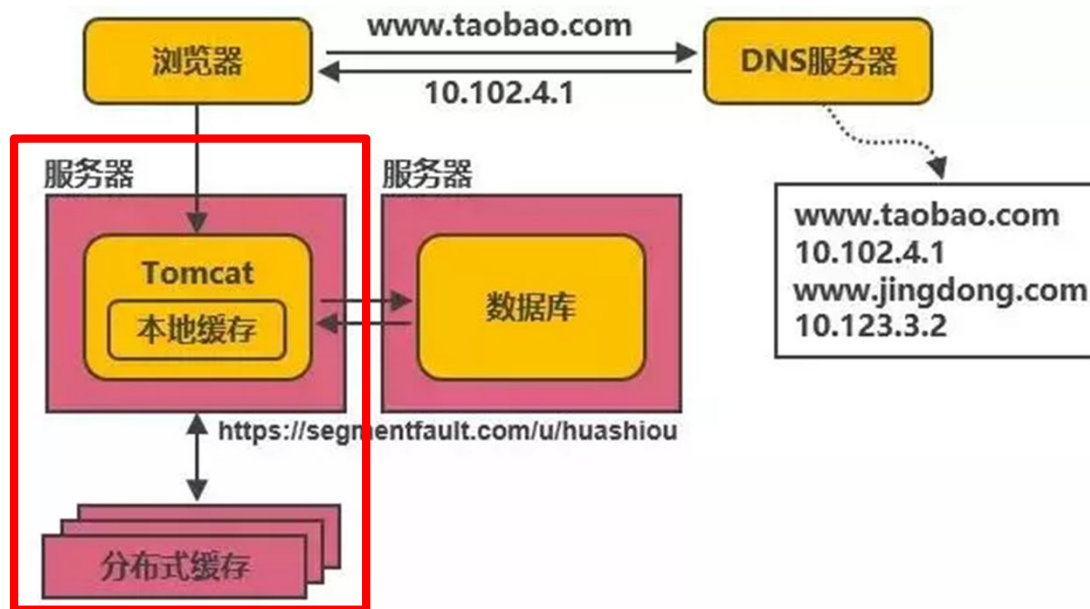 www.taobao.com
浏览器
DNS服务器
10.102.4.1
服务器
服务器
www.taobao.com
10.102.4.1
www.jingdong.com
10.123.3.2
Tomcat
本地缓存
数据库
https://segmentfault.com/u/huashiou
分布式缓存